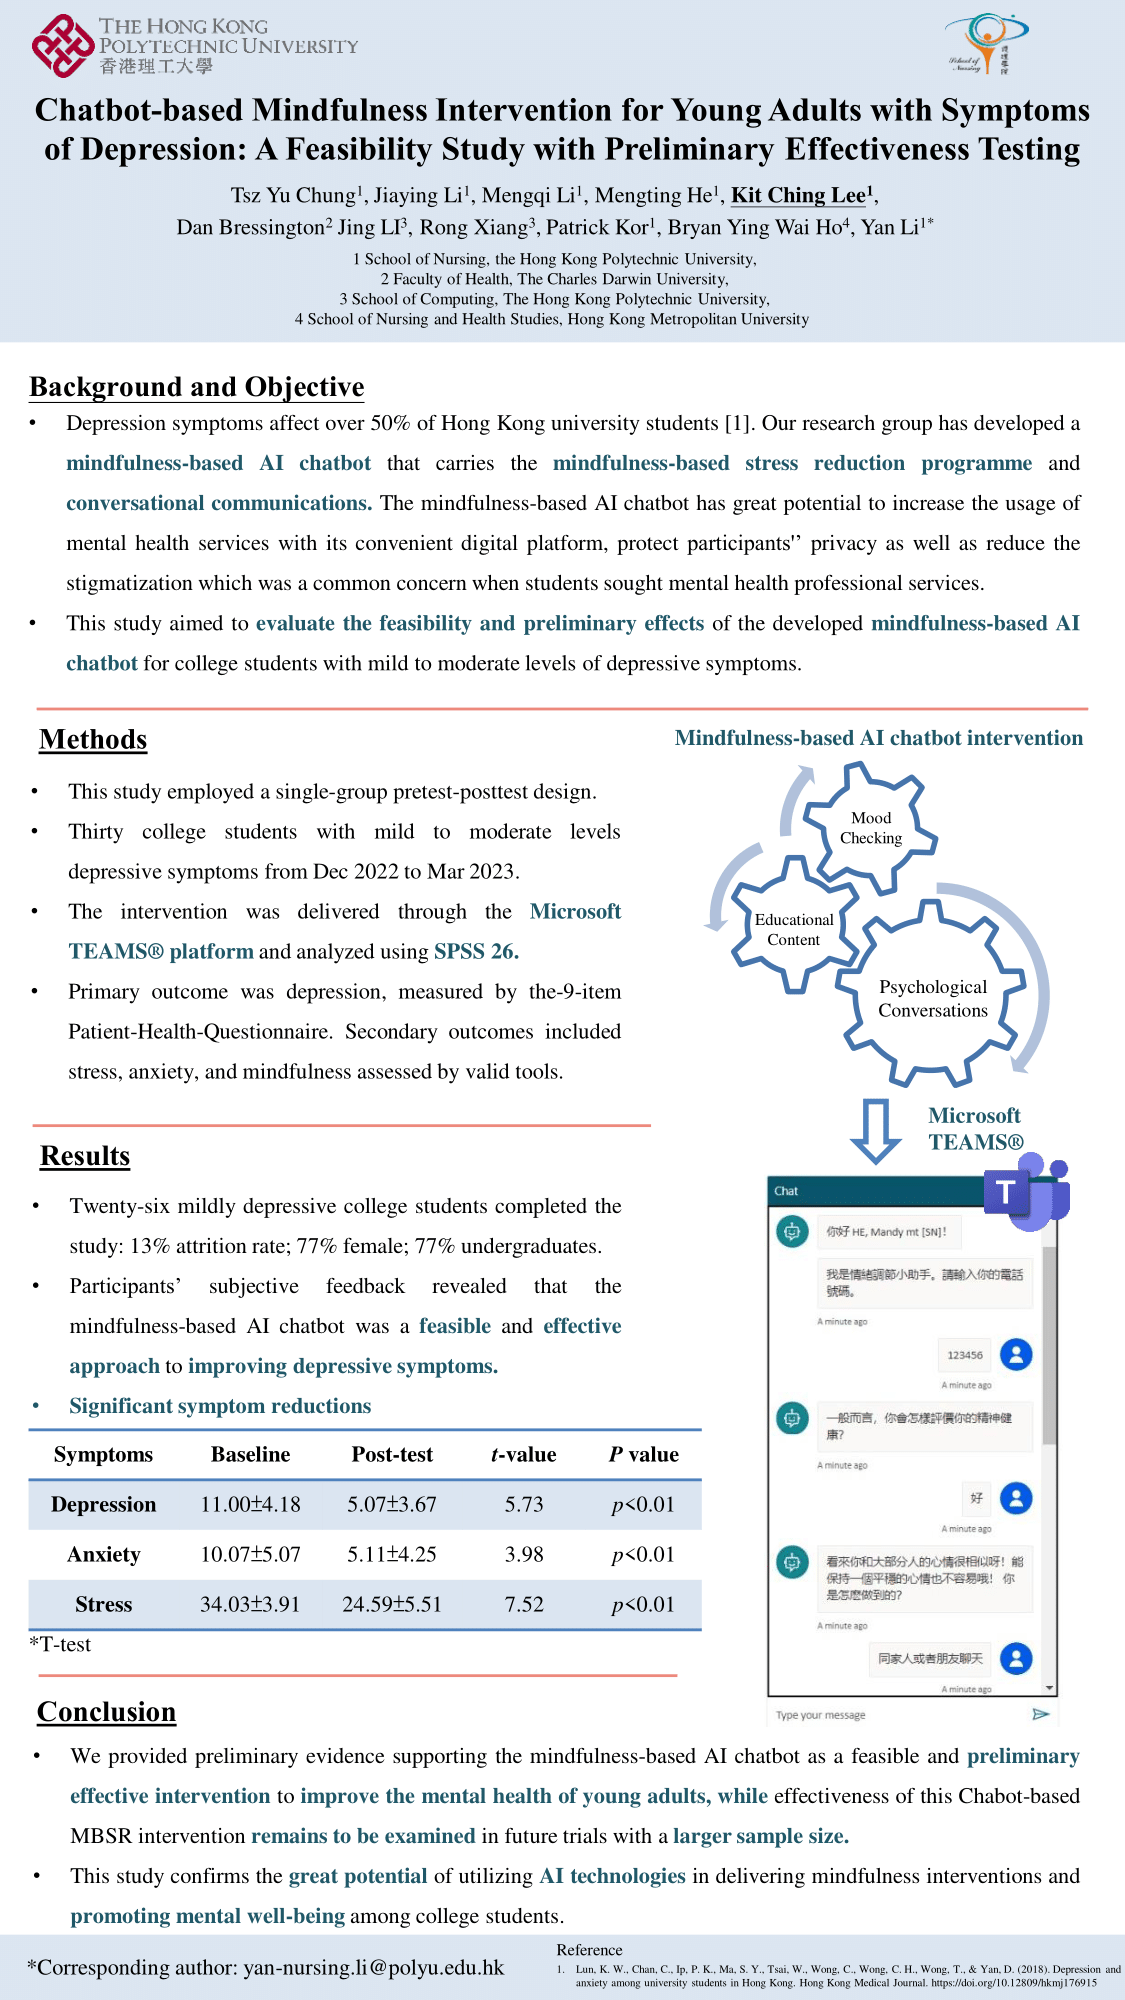 THE HONG KONG
POLYTECHNIC UNIVERSITY
香港理工大學
School of
Nursing
護理學院
Chatbot-based Mindfulness Intervention for Young Adults with Symptoms
of Depression: A Feasibility Study with Preliminary Effectiveness Testing
Tsz Yu Chung¹, Jiaying Li¹, Mengqi Li¹, Mengting He¹, Kit Ching Lee¹,
Dan Bressington² Jing LI³, Rong Xiang³, Patrick Kor¹, Bryan Ying Wai Ho⁴, Yan Li¹*
1 School of Nursing, the Hong Kong Polytechnic University,
2 Faculty of Health, The Charles Darwin University,
3 School of Computing, The Hong Kong Polytechnic University,
4 School of Nursing and Health Studies, Hong Kong Metropolitan University
Background and Objective
• Depression symptoms affect over 50% of Hong Kong university students [1]. Our research group has developed a
mindfulness-based AI chatbot that carries the mindfulness-based stress reduction programme and
conversational communications. The mindfulness-based AI chatbot has great potential to increase the usage of
mental health services with its convenient digital platform, protect participants'' privacy as well as reduce the
stigmatization which was a common concern when students sought mental health professional services.
• This study aimed to evaluate the feasibility and preliminary effects of the developed mindfulness-based AI
chatbot for college students with mild to moderate levels of depressive symptoms.
Methods
• This study employed a single-group pretest-posttest design.
• Thirty college students with mild to moderate levels
depressive symptoms from Dec 2022 to Mar 2023.
• The intervention was delivered through the Microsoft
TEAMS® platform and analyzed using SPSS 26.
• Primary outcome was depression, measured by the-9-item
Patient-Health-Questionnaire. Secondary outcomes included
stress, anxiety, and mindfulness assessed by valid tools.
Mindfulness-based AI chatbot intervention
Mood
Checking
Educational
Content
Psychological
Conversations
Microsoft
TEAMS®
T
Chat
你好 HE, Mandy mt [SN]!
我是情緒調節小助手。請輸入你的電話
號碼。
A minute ago
123456
A minute ago
一般而言，你會怎樣評價你的精神健
康?
A minute ago
好
A minute ago
看來你和大部分人的心情很相似呀！能
保持一個平穩的心情也不容易哦！ 你
是怎麽做到的?
A minute ago
同家人或者朋友聊天
A minute ago
Type your message
Results
• Twenty-six mildly depressive college students completed the
study: 13% attrition rate; 77% female; 77% undergraduates.
• Participants’ subjective feedback revealed that the
mindfulness-based AI chatbot was a feasible and effective
approach to improving depressive symptoms.
• Significant symptom reductions
Symptoms Baseline Post-test t-value P value
Depression 11.00±4.18 5.07±3.67 5.73 p<0.01
Anxiety 10.07±5.07 5.11±4.25 3.98 p<0.01
Stress 34.03±3.91 24.59±5.51 7.52 p<0.01
*T-test
Conclusion
• We provided preliminary evidence supporting the mindfulness-based AI chatbot as a feasible and preliminary
effective intervention to improve the mental health of young adults, while effectiveness of this Chabot-based
MBSR intervention remains to be examined in future trials with a larger sample size.
• This study confirms the great potential of utilizing AI technologies in delivering mindfulness interventions and
promoting mental well-being among college students.
*Corresponding author: yan-nursing.li@polyu.edu.hk
Reference
1. Lun, K. W., Chan, C., Ip, P. K., Ma, S. Y., Tsai, W., Wong, C., Wong, C. H., Wong, T., & Yan, D. (2018). Depression and
anxiety among university students in Hong Kong. Hong Kong Medical Journal. https://doi.org/10.12809/hkmj176915